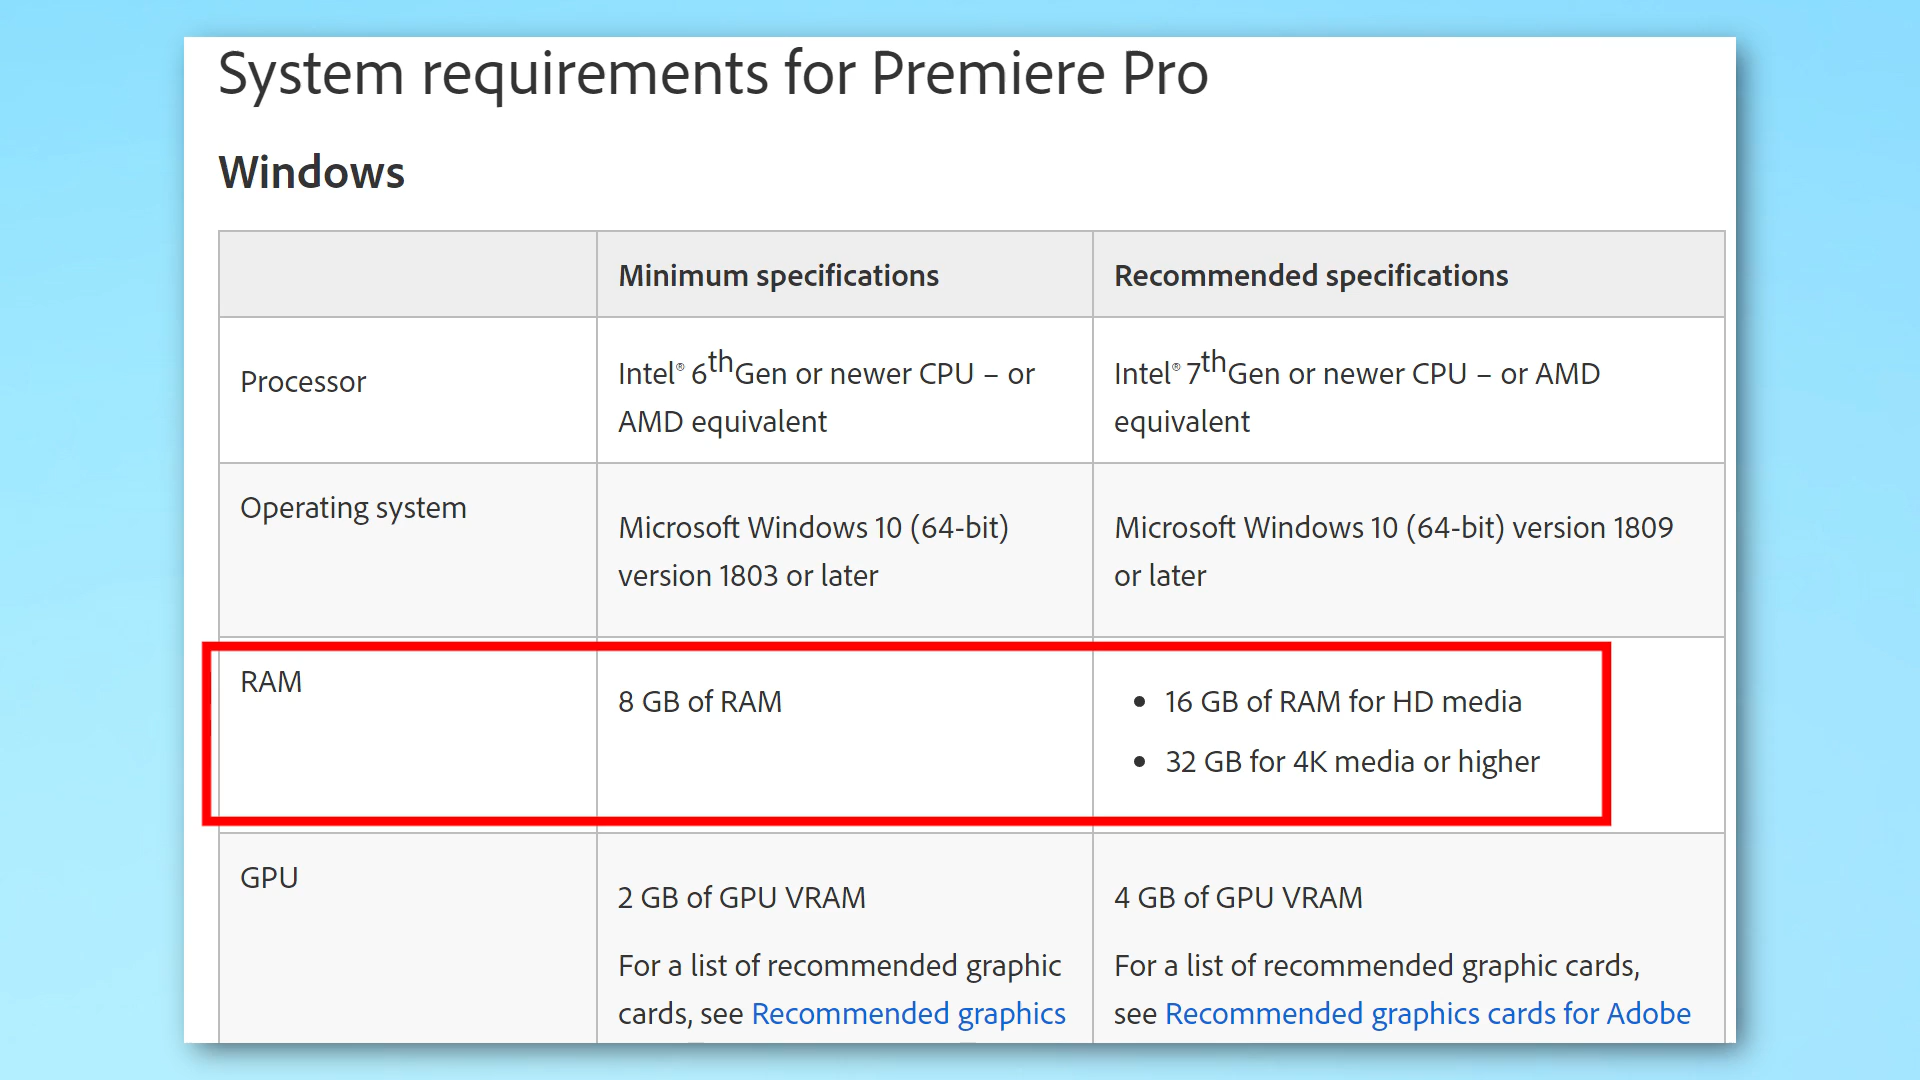 System requirements for Premiere Pro
Windows
Minimum specifications
Recommended specifications
Processor
Intel® 6thGen or newer CPU – or
AMD equivalent
Intel® 7thGen or newer CPU – or AMD
equivalent
Operating system
Microsoft Windows 10 (64-bit)
version 1803 or later
Microsoft Windows 10 (64-bit) version 1809
or later
RAM
8 GB of RAM
• 16 GB of RAM for HD media
• 32 GB for 4K media or higher
GPU
2 GB of GPU VRAM
For a list of recommended graphic
cards, see Recommended graphics
4 GB of GPU VRAM
For a list of recommended graphic cards,
see Recommended graphics cards for Adobe